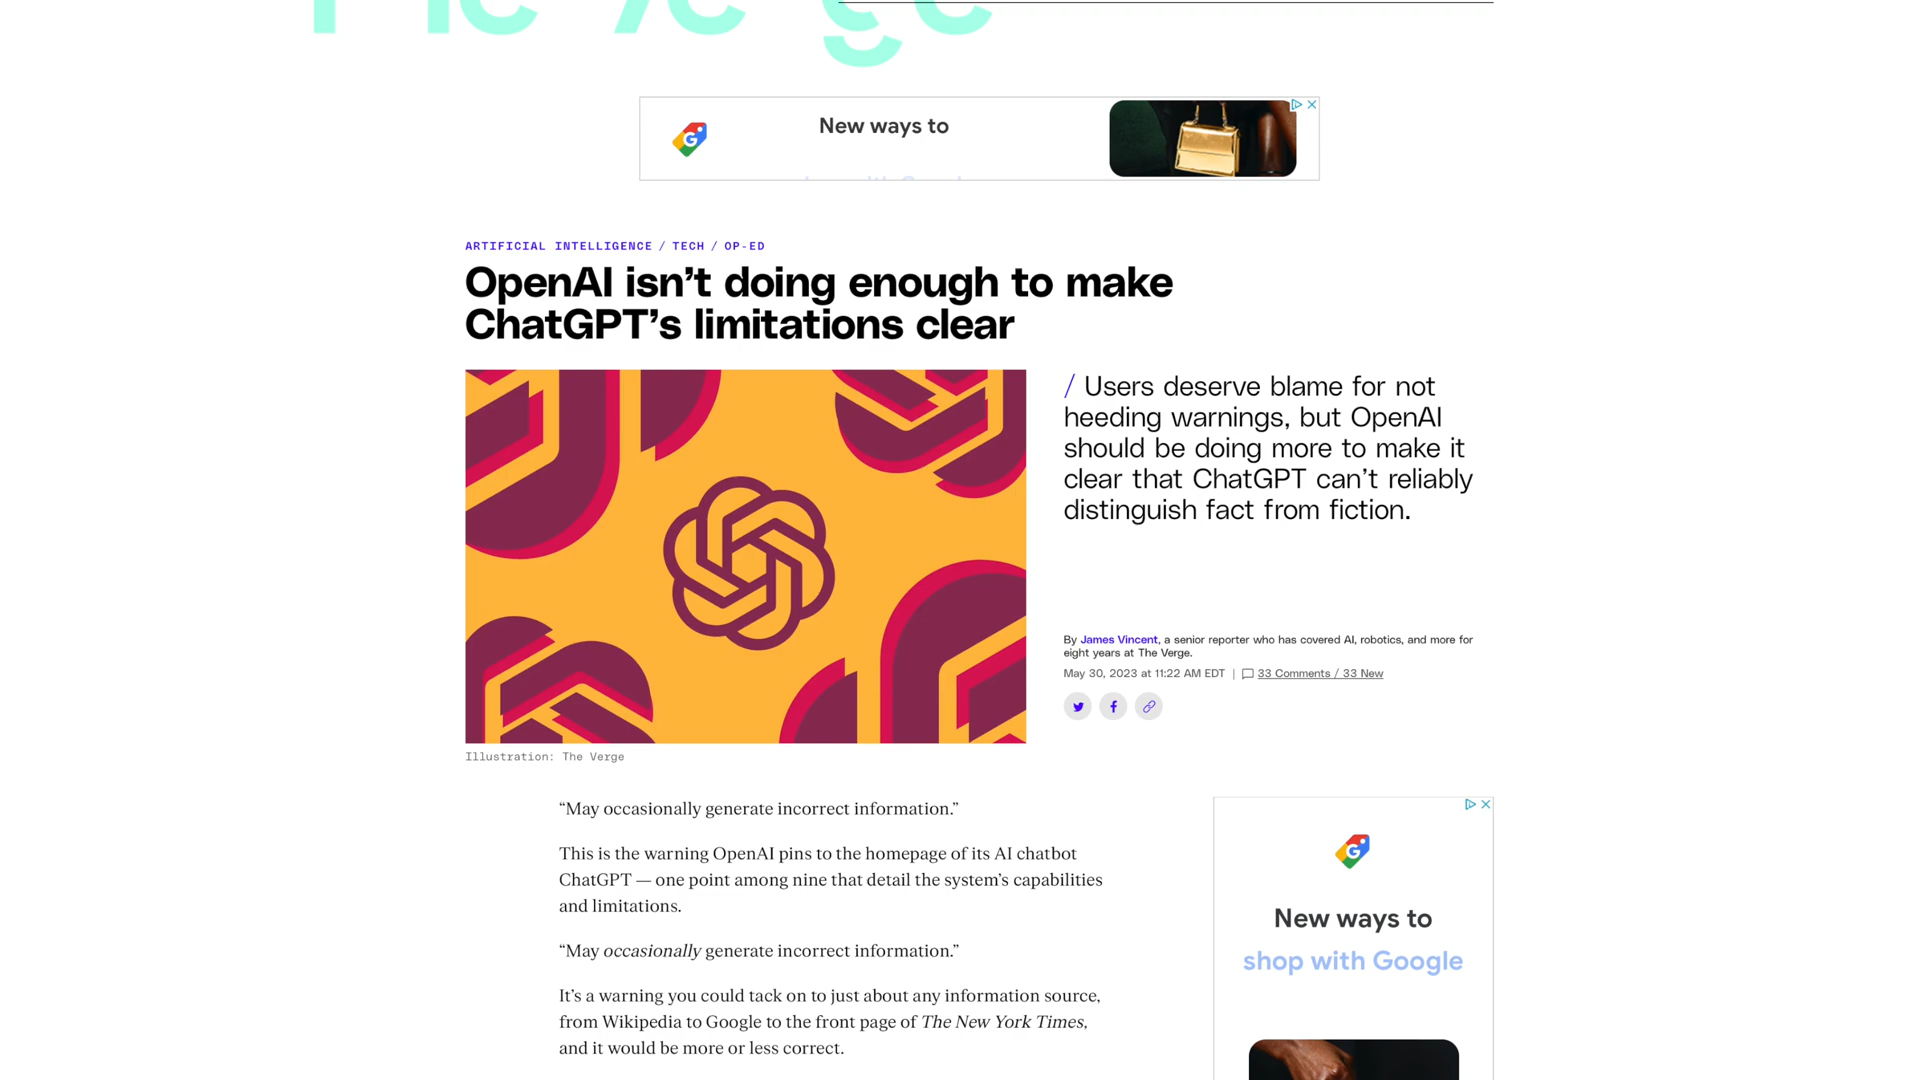 New ways to
ARTIFICIAL INTELLIGENCE / TECH / OP-ED
OpenAI isn’t doing enough to make
ChatGPT’s limitations clear
/ Users deserve blame for not
heeding warnings, but OpenAI
should be doing more to make it
clear that ChatGPT can’t reliably
distinguish fact from fiction.
By James Vincent, a senior reporter who has covered AI, robotics, and more for
eight years at The Verge.
May 30, 2023 at 11:22 AM EDT | 33 Comments / 33 New
Illustration: The Verge
“May occasionally generate incorrect information.”
This is the warning OpenAI pins to the homepage of its AI chatbot
ChatGPT — one point among nine that detail the system’s capabilities
and limitations.
“May occasionally generate incorrect information.”
It’s a warning you could tack on to just about any information source,
from Wikipedia to Google to the front page of The New York Times,
and it would be more or less correct.
New ways to
shop with Google